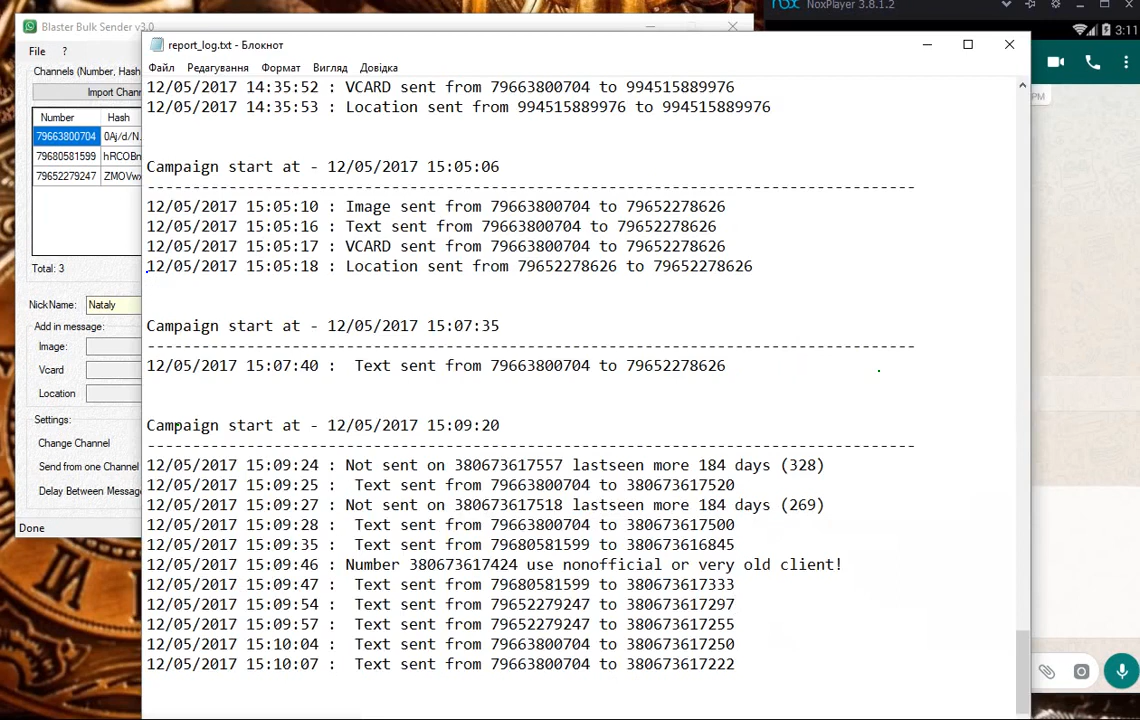 NOX NoxPlayer 3.8.1.2
Blaster Bulk Sender v3.0
3:11
report_log.txt - Блокнот
File ?
Файл Редагування Формат Вигляд Довідка
Channels (Number, Hash
Import Chann
Number Hash
79663800704 0Aj/d/N.
79680581599 hRCOBn
79652279247 ZMOVwx
Total: 3
NickName: Nataly
Add in message:
Image:
Vcard
Location
Settings:
Change Channel
Send from one Channel
Delay Between Message
Done
12/05/2017 14:35:52 : VCARD sent from 79663800704 to 994515889976
12/05/2017 14:35:53 : Location sent from 994515889976 to 994515889976
Campaign start at - 12/05/2017 15:05:06
-------------------------------------------------------------------------------------
12/05/2017 15:05:10 : Image sent from 79663800704 to 79652278626
12/05/2017 15:05:16 : Text sent from 79663800704 to 79652278626
12/05/2017 15:05:17 : VCARD sent from 79663800704 to 79652278626
12/05/2017 15:05:18 : Location sent from 79652278626 to 79652278626
Campaign start at - 12/05/2017 15:07:35
-------------------------------------------------------------------------------------
12/05/2017 15:07:40 :  Text sent from 79663800704 to 79652278626
Campaign start at - 12/05/2017 15:09:20
-------------------------------------------------------------------------------------
12/05/2017 15:09:24 : Not sent on 380673617557 lastseen more 184 days (328)
12/05/2017 15:09:25 :  Text sent from 79663800704 to 380673617520
12/05/2017 15:09:27 : Not sent on 380673617518 lastseen more 184 days (269)
12/05/2017 15:09:28 :  Text sent from 79663800704 to 380673617500
12/05/2017 15:09:35 :  Text sent from 79680581599 to 380673616845
12/05/2017 15:09:46 : Number 380673617424 use nonofficial or very old client!
12/05/2017 15:09:47 :  Text sent from 79680581599 to 380673617333
12/05/2017 15:09:54 :  Text sent from 79652279247 to 380673617297
12/05/2017 15:09:57 :  Text sent from 79652279247 to 380673617255
12/05/2017 15:10:04 :  Text sent from 79663800704 to 380673617250
12/05/2017 15:10:07 :  Text sent from 79663800704 to 380673617222
PM